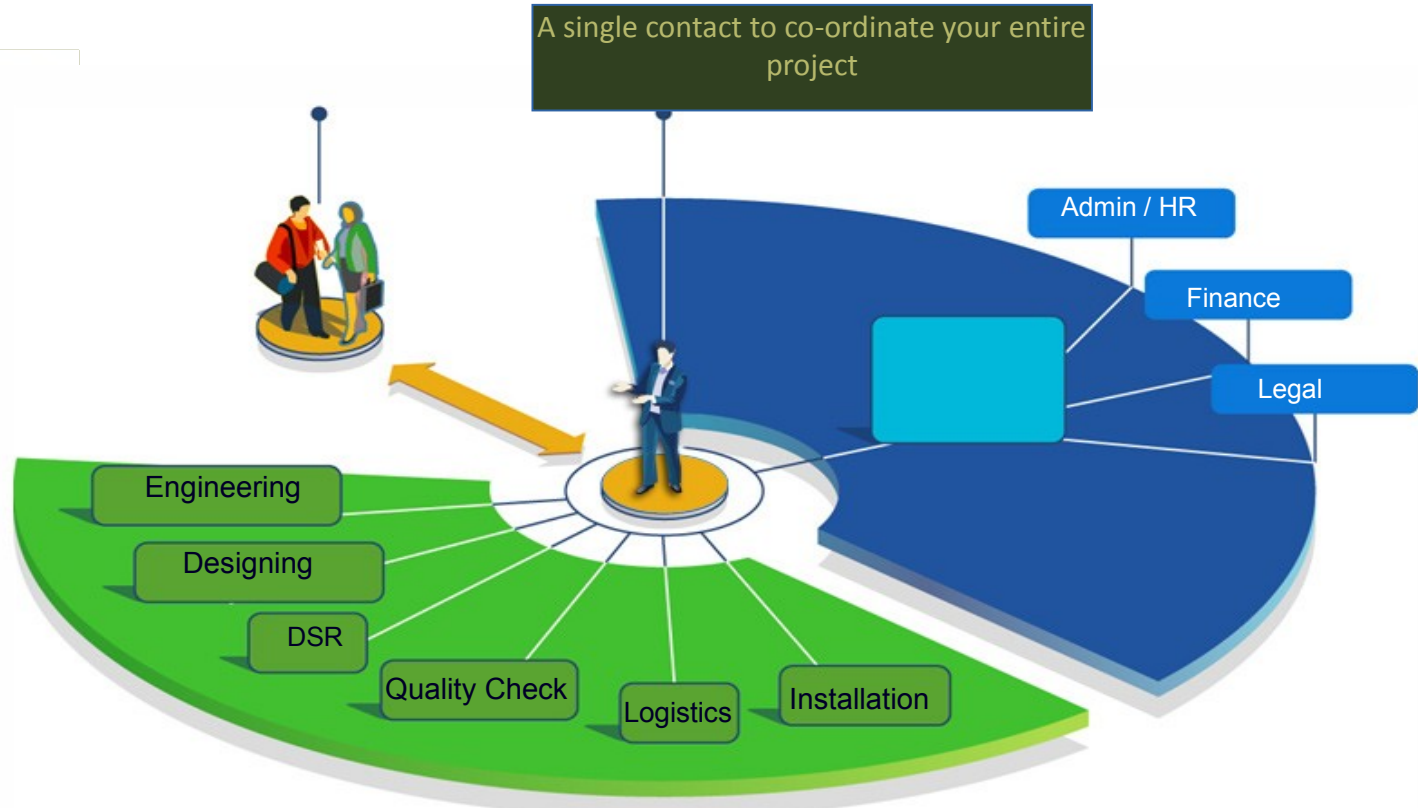 A single contact to co-ordinate your entire
project
Admin / HR
Finance
Legal
Engineering
Designing
DSR
Quality Check
Logistics
Installation